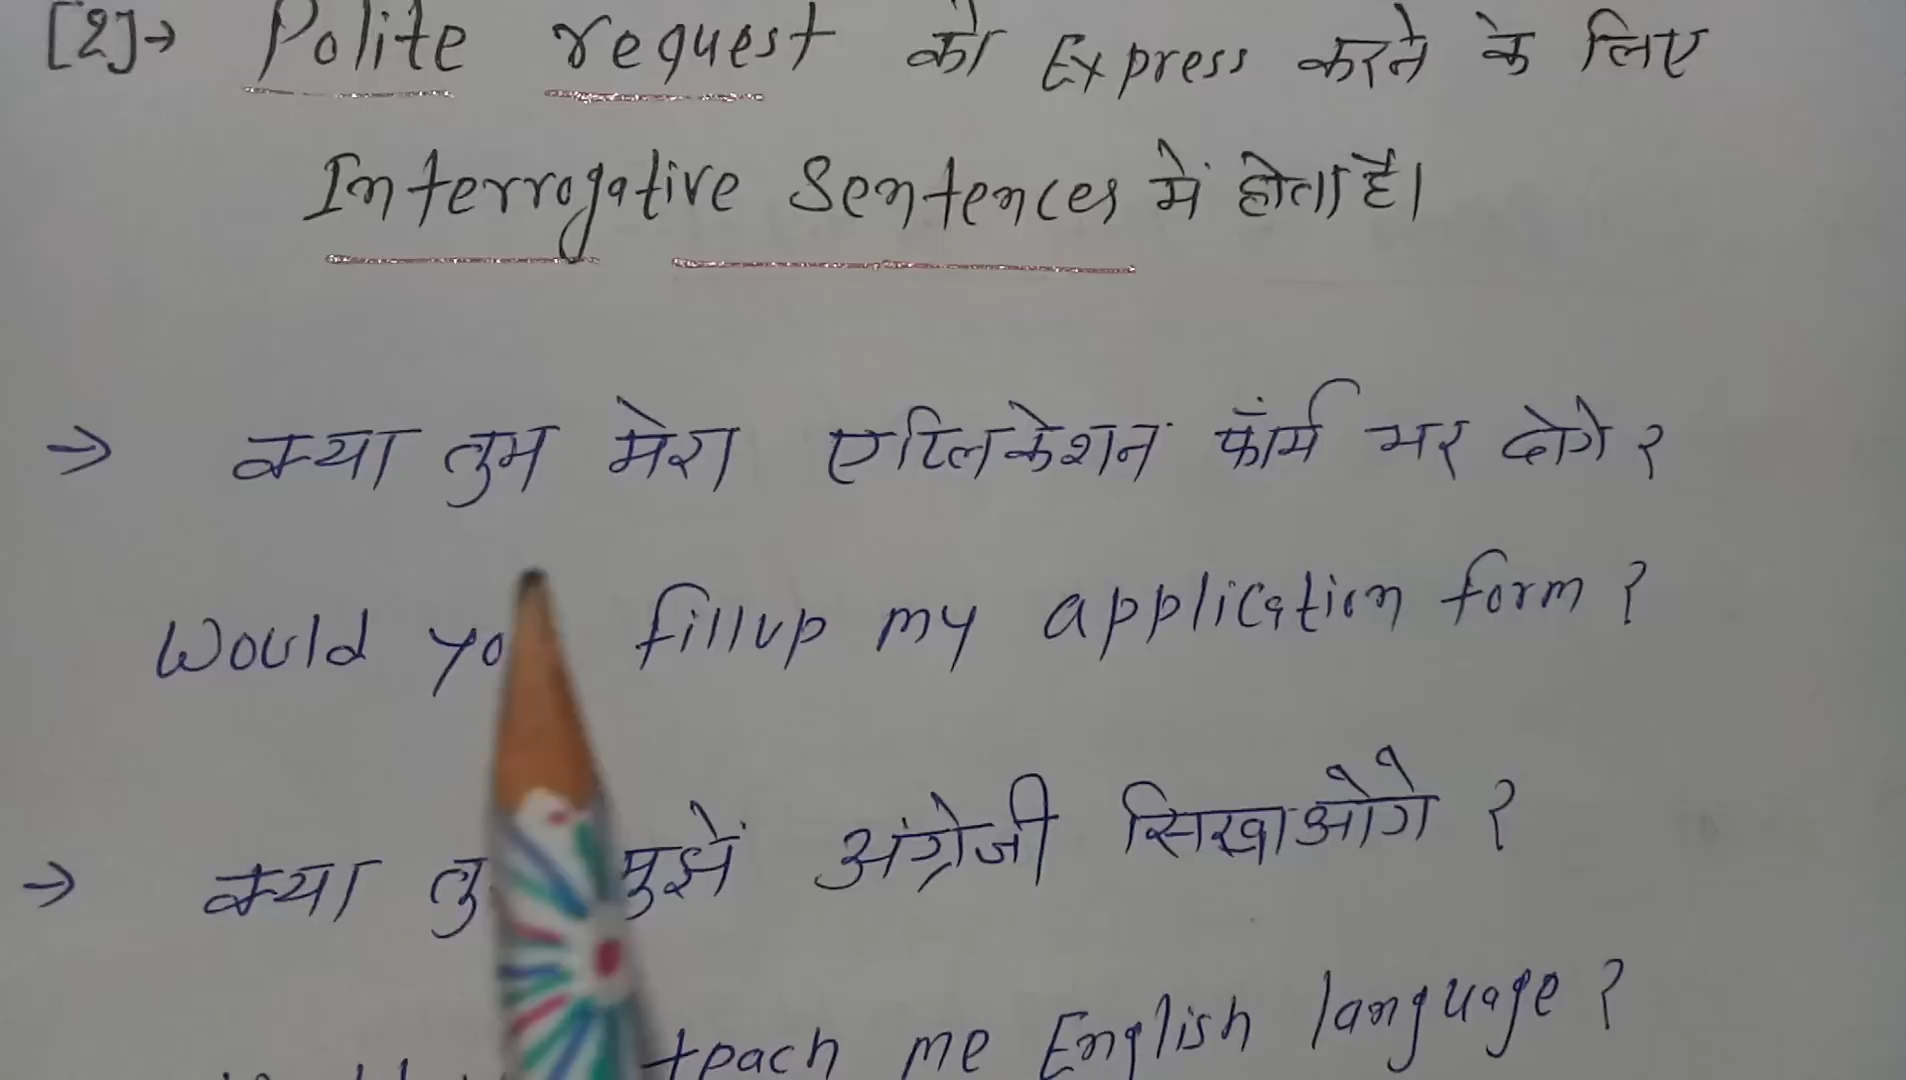 [2]→ Polite request को Express करने के लिए
Interrogative Sentences में होता है।
→ क्या तुम मेरा एप्लिकेशन फॉर्म भर दोगे ?
Would yo fillup my application form ?
→ क्या तु मुझें अंग्रेजी सिखाओगे ?
teach me English language ?